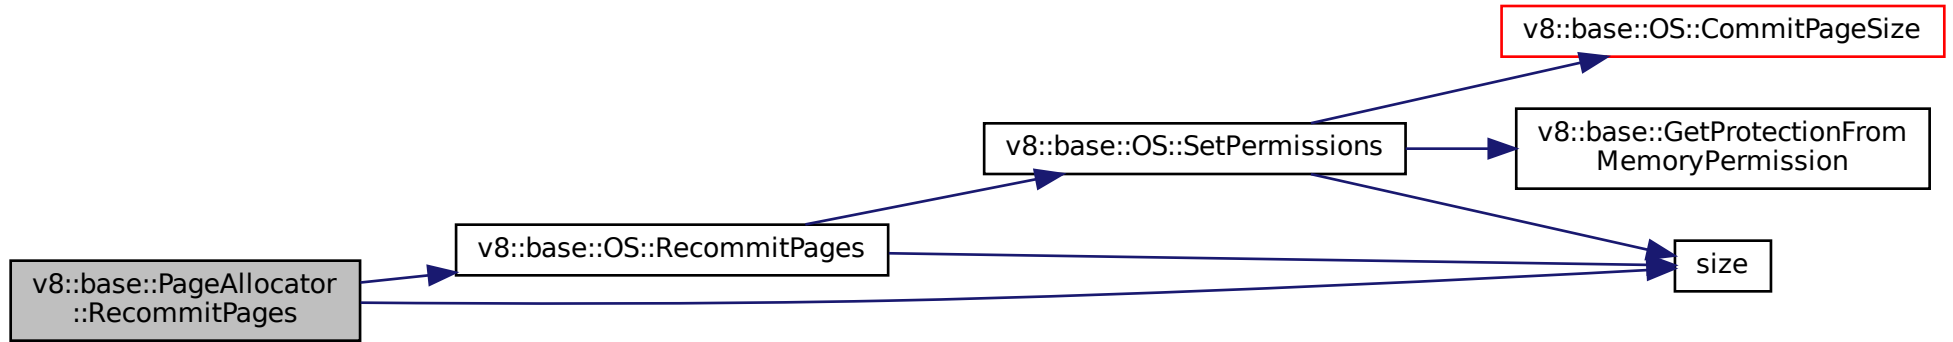 v8::base::OS::CommitPageSize
v8::base::GetProtectionFrom
MemoryPermission
v8::base::OS::SetPermissions
v8::base::OS::RecommitPages
size
v8::base::PageAllocator
::RecommitPages